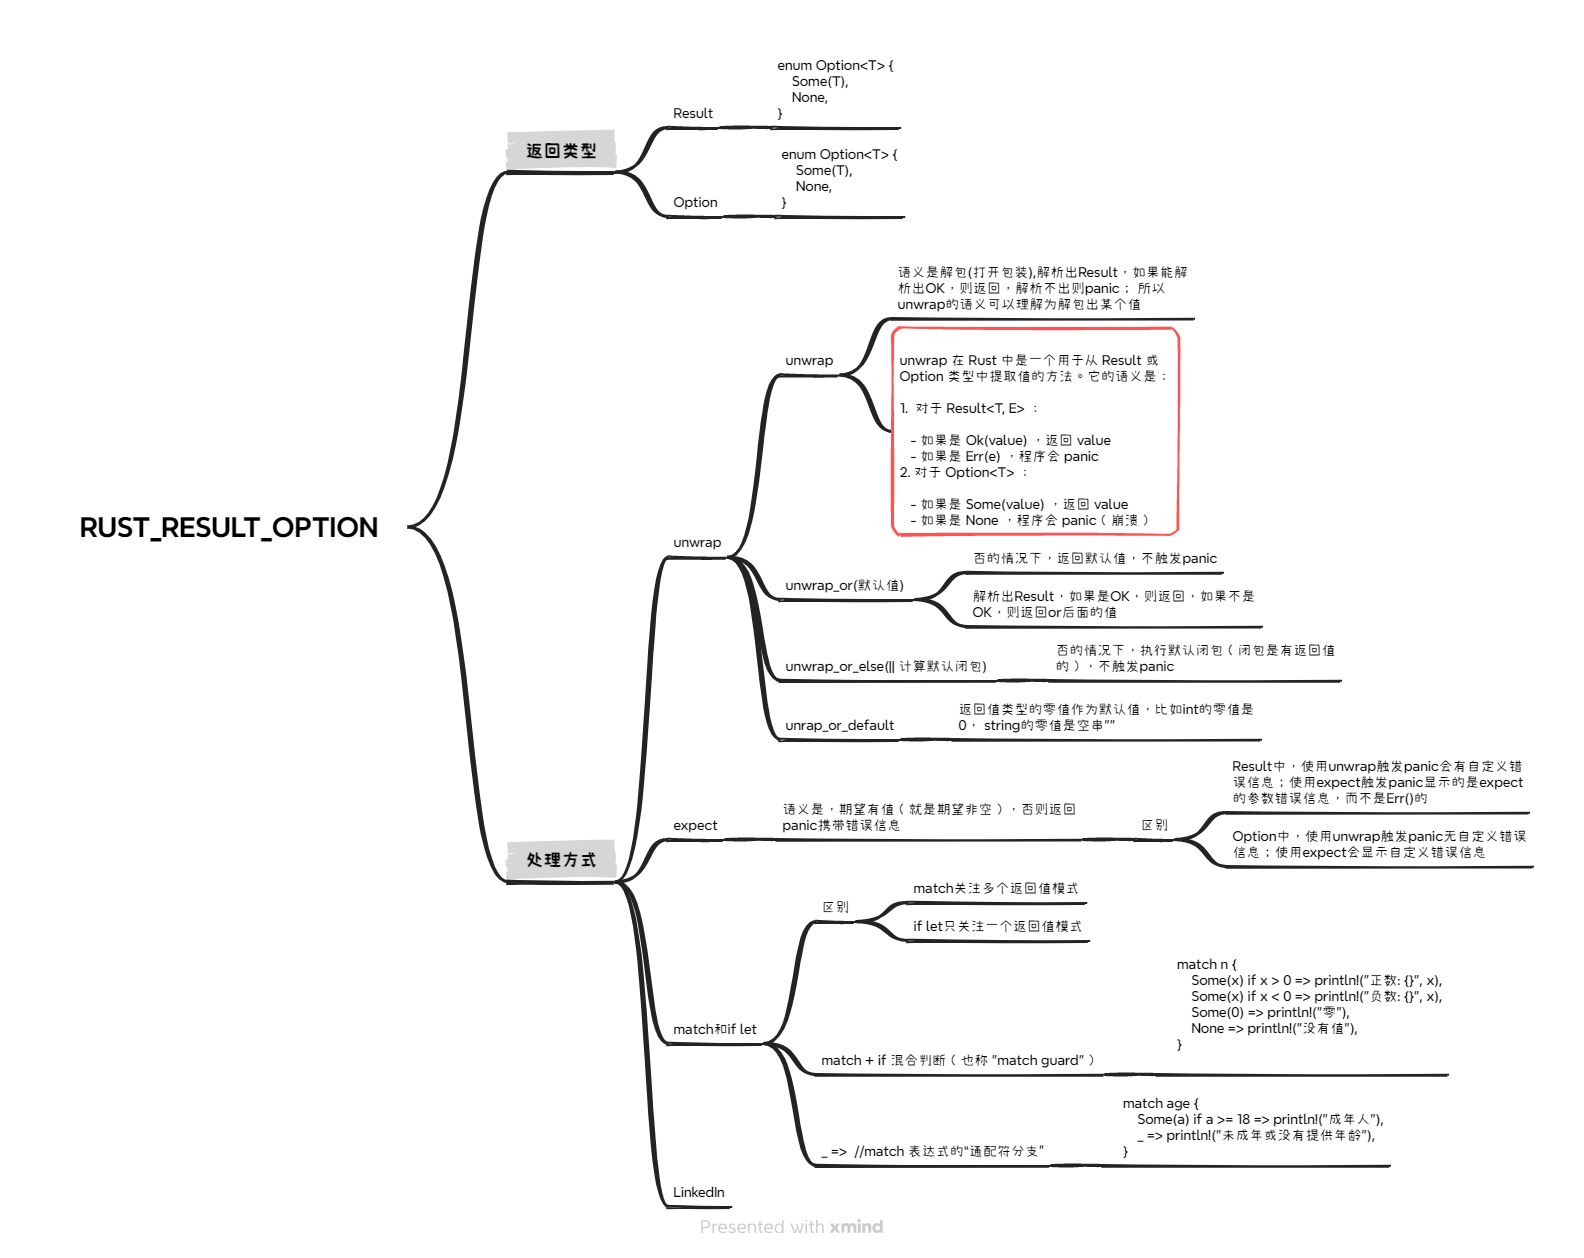 RUST_RESULT_OPTION
返回类型
Result
enum Option<T> {
Some(T),
None,
}
Option
enum Option<T> {
Some(T),
None,
}
处理方式
unwrap
unwrap
语义是解包(打开包装),解析出Result，如果能解
析出OK，则返回，解析不出则panic； 所以
unwrap的语义可以理解为解包出某个值
unwrap 在 Rust 中是一个用于从 Result 或
Option 类型中提取值的方法。它的语义是：
1. 对于 Result<T, E> ：
- 如果是 Ok(value) ，返回 value
- 如果是 Err(e) ，程序会 panic
2. 对于 Option<T> ：
- 如果是 Some(value) ，返回 value
- 如果是 None ，程序会 panic（崩溃）
unwrap_or(默认值)
否的情况下，返回默认值，不触发panic
解析出Result，如果是OK，则返回，如果不是
OK，则返回or后面的值
unwrap_or_else(|| 计算默认闭包)
否的情况下，执行默认闭包（闭包是有返回值
的），不触发panic
unrap_or_default
返回值类型的零值作为默认值，比如int的零值是
0， string的零值是空串""
expect
语义是，期望有值（就是期望非空），否则返回
panic携带错误信息
区别
Result中，使用unwrap触发panic会有自定义错
误信息；使用expect触发panic显示的是expect
的参数错误信息，而不是Err()的
Option中，使用unwrap触发panic无自定义错误
信息；使用expect会显示自定义错误信息
match和if let
区别
match关注多个返回值模式
if let只关注一个返回值模式
match + if 混合判断（也称 "match guard"）
match n {
Some(x) if x > 0 => println!("正数: {}", x),
Some(x) if x < 0 => println!("负数: {}", x),
Some(0) => println!("零"),
None => println!("没有值"),
}
_ => //match 表达式的“通配符分支”
match age {
Some(a) if a >= 18 => println!("成年人"),
_ => println!("未成年或没有提供年龄"),
}
LinkedIn
Presented with xmind